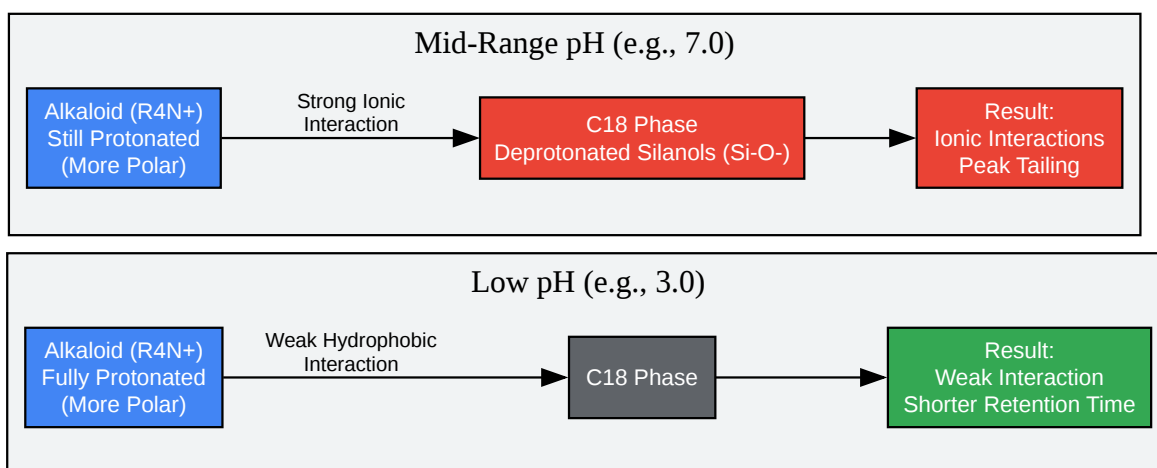 Mid-Range pH (e.g., 7.0)
Alkaloid (R4N+)
Still Protonated
(More Polar)
Strong Ionic
Interaction
C18 Phase
Deprotonated Silanols (Si-O-)
Result:
Ionic Interactions
Peak Tailing
Low pH (e.g., 3.0)
Alkaloid (R4N+)
Fully Protonated
(More Polar)
Weak Hydrophobic
Interaction
C18 Phase
Result:
Weak Interaction
Shorter Retention Time